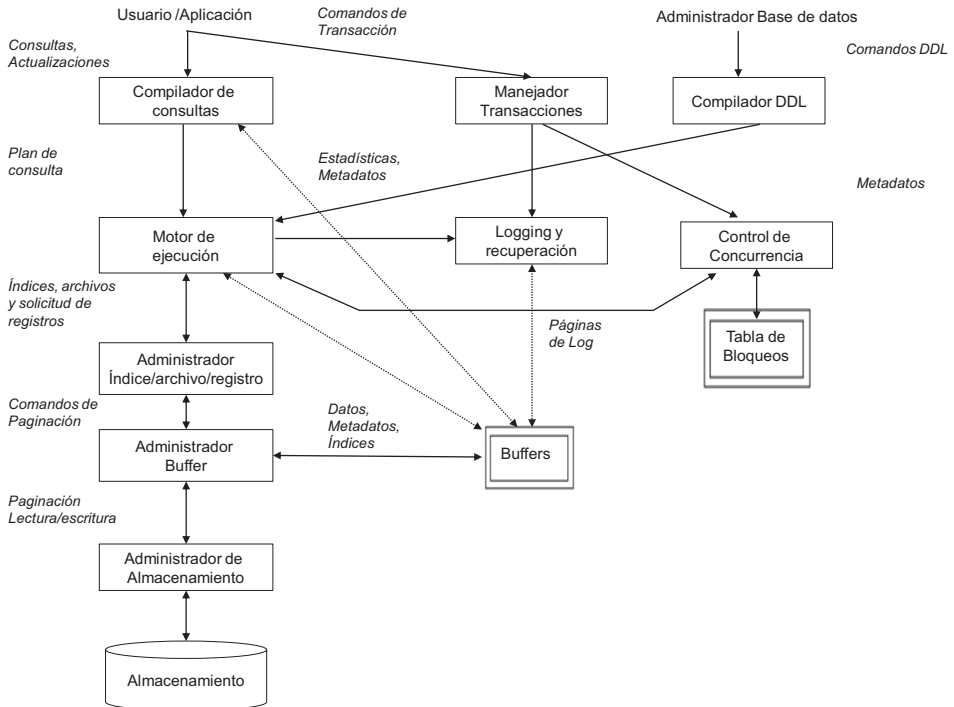 Usuario /Aplicación
Comandos de
Transacción
Administrador Base de datos
Consultas,
Actualizaciones
Comandos DDL
Compilador de
consultas
Manejador
Transacciones
Compilador DDL
Plan de
consulta
Estadísticas,
Metadatos
Metadatos
Motor de
ejecución
Logging y
recuperación
Control de
Concurrencia
Índices, archivos
y solicitud de
registros
Páginas
de Log
Tabla de
Bloqueos
Administrador
Índice/archivo/registro
Comandos de
Paginación
Datos,
Metadatos,
Índices
Administrador
Buffer
Buffers
Paginación
Lectura/escritura
Administrador de
Almacenamiento
Almacenamiento